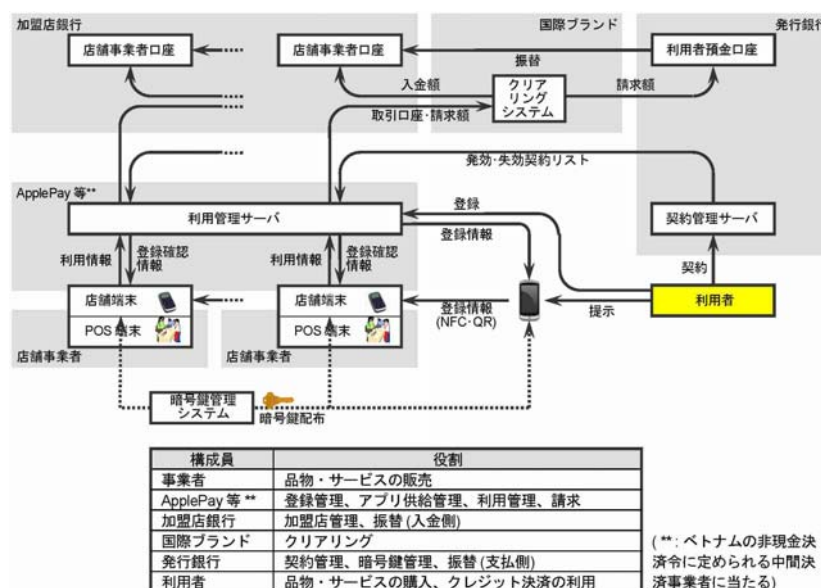 加盟店銀行
国際ブランド
発行銀行
店舗事業者口座
店舗事業者口座
利用者預金口座
振替
入金額
クリア
リング
システム
請求額
取引口座・請求額
発効・失効契約リスト
ApplePay 等**
登録
利用管理サーバ
契約管理サーバ
登録情報
利用情報
登録確認
情報
利用情報
登録確認
情報
契約
店舗端末
店舗端末
登録情報
(NFC・QR)
提示
利用者
POS 端末
POS 端末
店舗事業者
店舗事業者
暗号鍵管理
システム
暗号鍵配布
構成員 役割
事業者 品物・サービスの販売
ApplePay 等 ** 登録管理、アプリ供給管理、利用管理、請求
加盟店銀行 加盟店管理、振替 (入金側)
国際ブランド クリアリング
発行銀行 契約管理、暗号鍵管理、振替 (支払側)
利用者 品物・サービスの購入、クレジット決済の利用
( **: ベトナムの非現金決
済令に定められる中間決
済事業者に当たる)